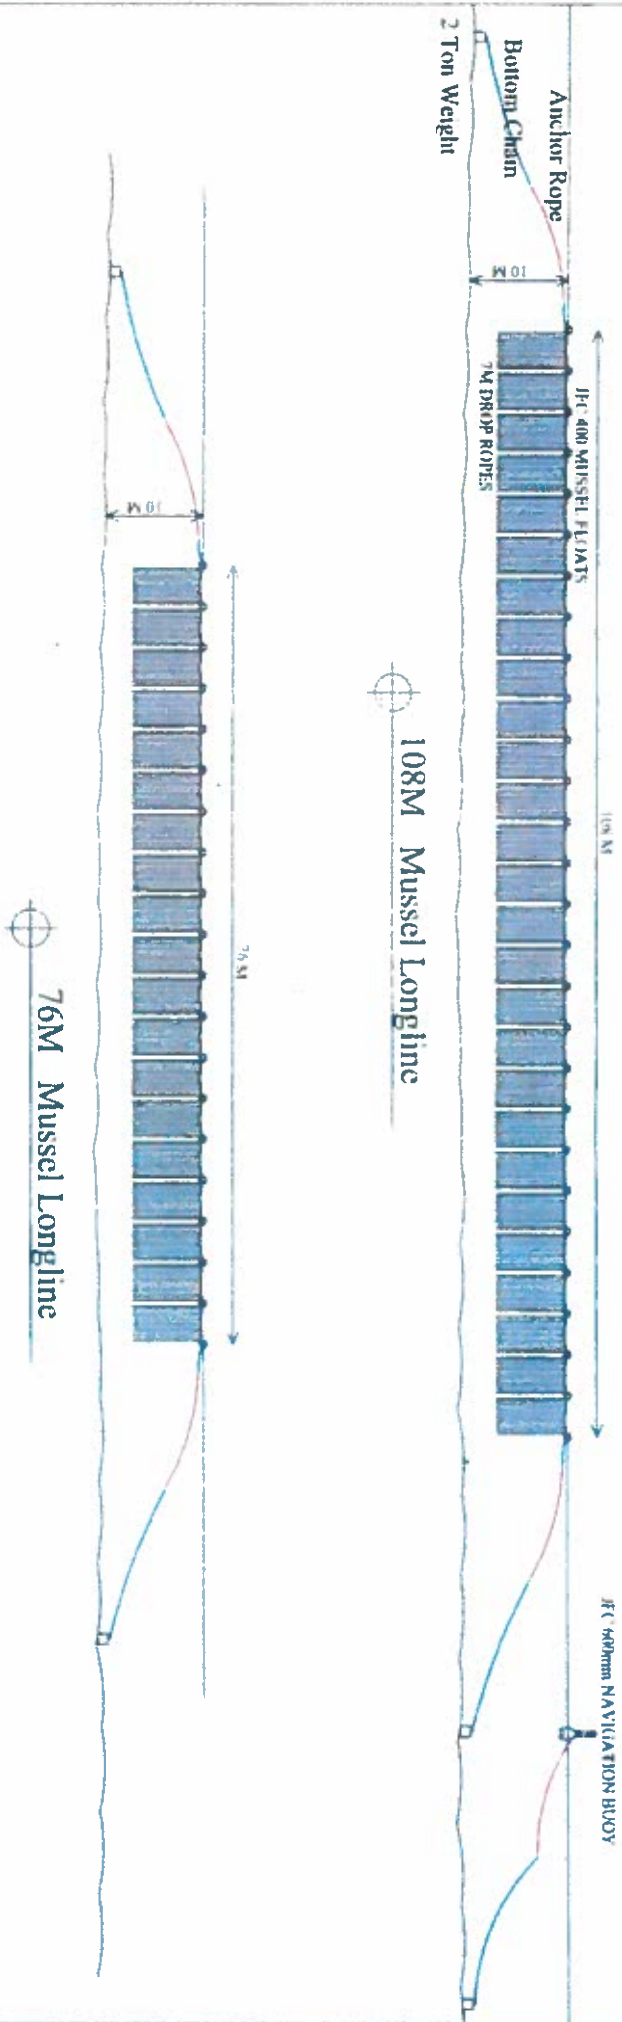 JFC 600mm NAVIGATION BUOY
108 M
JFC 400 MUSSEL FLOATS
Anchor Rope
10 M
7M DROP ROPES
Bottom Chain
2 Ton Weight
108M Mussel Longline
76 M
10 M
76M Mussel Longline